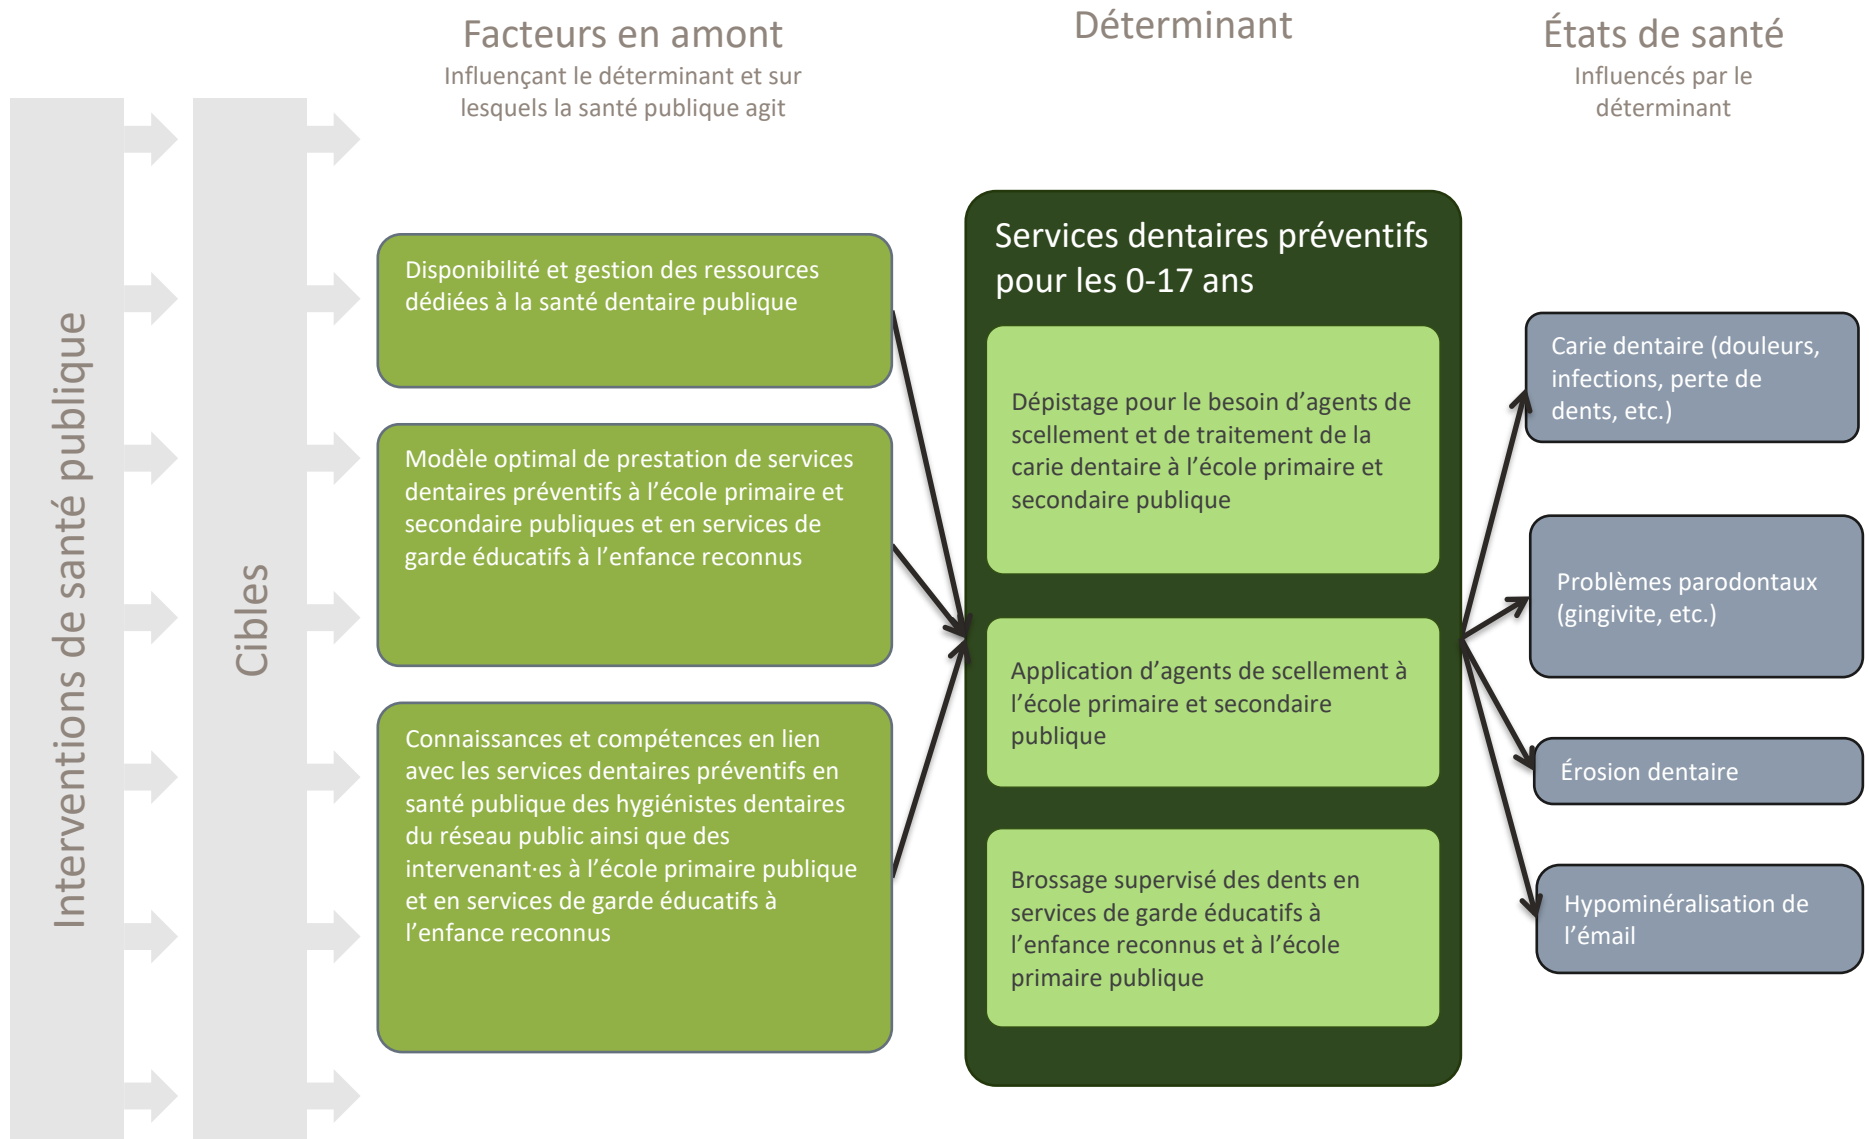 Facteurs en amont
Influençant le déterminant et sur
lesquels la santé publique agit
Déterminant
États de santé
Influencés par le
déterminant
Interventions de santé publique
Cibles
Disponibilité et gestion des ressources
dédiées à la santé dentaire publique
Modèle optimal de prestation de services
dentaires préventifs à l’école primaire et
secondaire publiques et en services de
garde éducatifs à l’enfance reconnus
Connaissances et compétences en lien
avec les services dentaires préventifs en
santé publique des hygiénistes dentaires
du réseau public ainsi que des
intervenant·es à l’école primaire publique
et en services de garde éducatifs à
l’enfance reconnus
Services dentaires préventifs
pour les 0-17 ans
Dépistage pour le besoin d’agents de
scellement et de traitement de la
carie dentaire à l’école primaire et
secondaire publique
Application d’agents de scellement à
l’école primaire et secondaire
publique
Brossage supervisé des dents en
services de garde éducatifs à
l’enfance reconnus et à l’école
primaire publique
Carie dentaire (douleurs,
infections, perte de
dents, etc.)
Problèmes parodontaux
(gingivite, etc.)
Érosion dentaire
Hypominéralisation de
l’émail